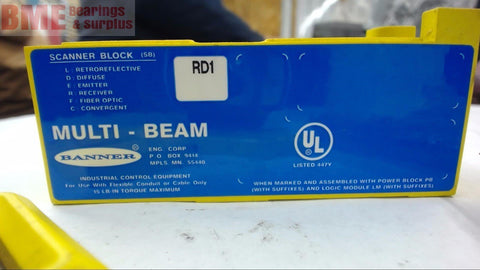 BME Bearings
& surplus
SCANNER BLOCK (SB)
L : RETROREFLECTIVE
D : DIFFUSE
E : EMITTER
R : RECEIVER
F : FIBER OPTIC
C : CONVERGENT
RD1
MULTI - BEAM
BANNER
ENG. CORP.
P.O. BOX 9414
MPLS. MN. 55440
INDUSTRIAL CONTROL EQUIPMENT
For Use With Flexible Conduit or Cable Only
15 LB IN TORQUE MAXIMUM
UL
LISTED 447Y
WHEN MARKED AND ASSEMBLED WITH POWER BLOCK PB
(WITH SUFFIXES) AND LOGIC MODULE LM (WITH SUFFIXES)